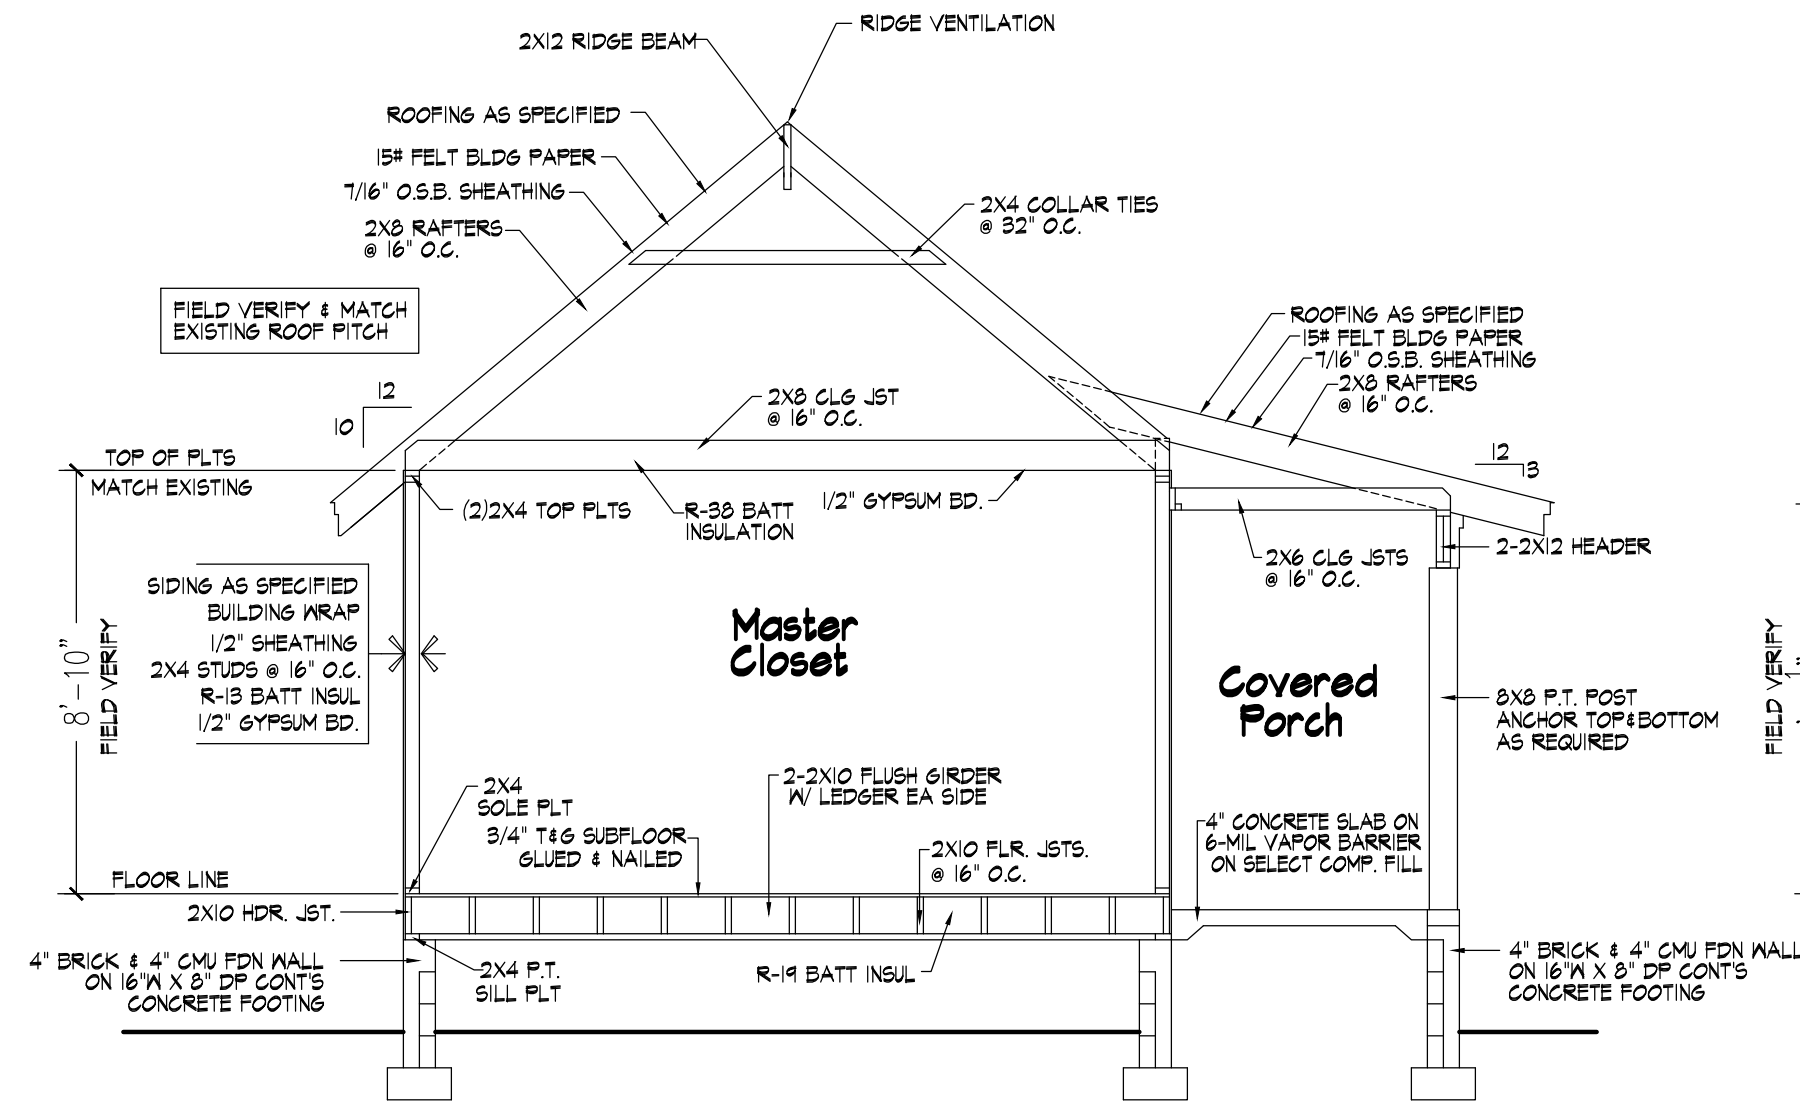 RIDGE VENTILATION
2X12 RIDGE BEAM
ROOFING AS SPECIFIED
15# FELT BLDG PAPER
7/16" O.S.B. SHEATHING
2X8 RAFTERS
@ 16" O.C.
2X4 COLLAR TIES
@ 32" O.C.
FIELD VERIFY & MATCH
EXISTING ROOF PITCH
ROOFING AS SPECIFIED
15# FELT BLDG PAPER
7/16" O.S.B. SHEATHING
2X8 RAFTERS
@ 16" O.C.
12
10
2X8 CLG JST
@ 16" O.C.
12
3
TOP OF PLTS
MATCH EXISTING
(2)2X4 TOP PLTS
R-38 BATT
INSULATION
1/2" GYPSUM BD.
2-2X12 HEADER
2X6 CLG JSTS
@ 16" O.C.
SIDING AS SPECIFIED
BUILDING WRAP
1/2" SHEATHING
2X4 STUDS @ 16" O.C.
R-13 BATT INSUL
1/2" GYPSUM BD.
8'-10"
FIELD VERIFY
Master
Closet
Covered
Porch
8X8 P.T. POST
ANCHOR TOP&BOTTOM
AS REQUIRED
FIELD VERIFY
2X4
SOLE PLT
2-2X10 FLUSH GIRDER
W/ LEDGER EA SIDE
3/4" T&G SUBFLOOR
GLUED & NAILED
2X10 FLR. JSTS.
@ 16" O.C.
4" CONCRETE SLAB ON
6-MIL VAPOR BARRIER
ON SELECT COMP. FILL
FLOOR LINE
2X10 HDR. JST.
4" BRICK & 4" CMU FDN WALL
ON 16"W X 8" DP CONT'S
CONCRETE FOOTING
2X4 P.T.
SILL PLT
R-19 BATT INSUL
4" BRICK & 4" CMU FDN WALL
ON 16"W X 8" DP CONT'S
CONCRETE FOOTING